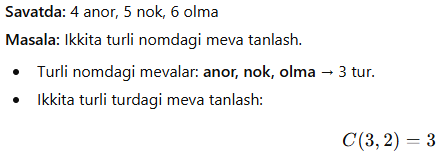 Savatda: 4 anor, 5 nok, 6 olma
Masala: Ikkita turli nomdagi meva tanlash.
• Turli nomdagi mevalar: anor, nok, olma → 3 tur.
• Ikkita turli turdagi meva tanlash:
C(3, 2) = 3